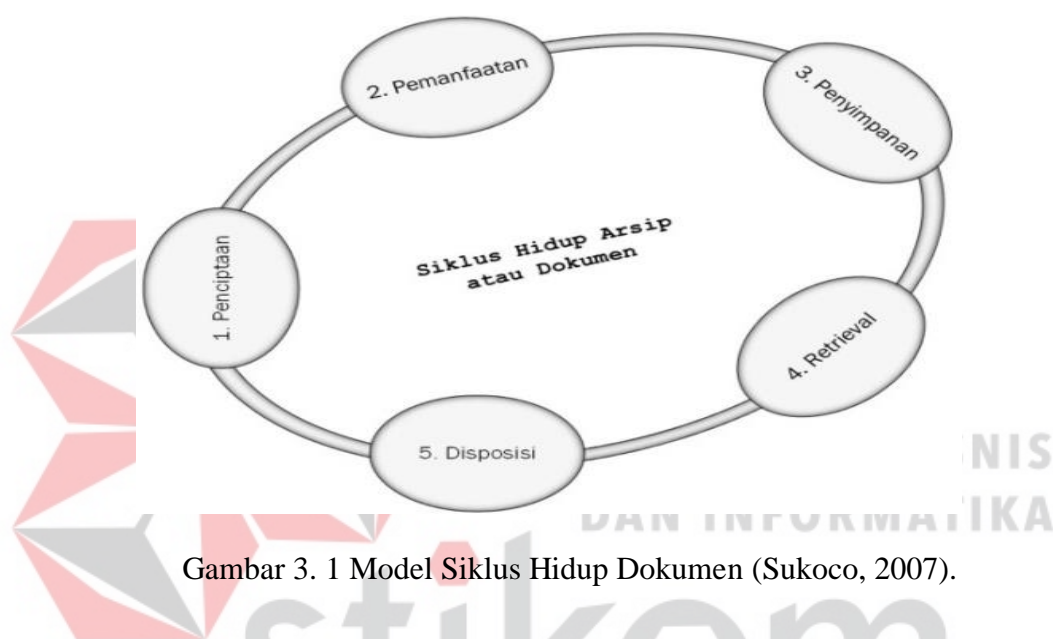 2. Pemanfaatan
3. Penyimpanan
1. Penciptaan
Siklus Hidup Arsip
atau Dokumen
4. Retrieval
5. Disposisi
NIS
DAN INFORMATIKA
Gambar 3. 1 Model Siklus Hidup Dokumen (Sukoco, 2007).
stikom